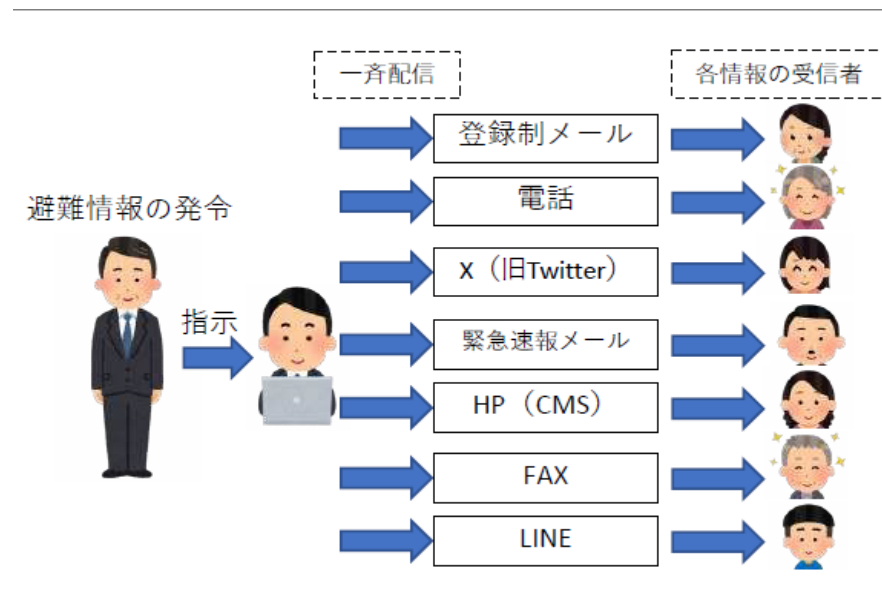 一斉配信
各情報の受信者
登録制メール
電話
避難情報の発令
X（旧Twitter）
指示
緊急速報メール
HP（CMS）
FAX
LINE